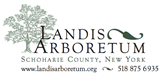 LANDIS
ARBORETUM
SCHOHARIE COUNTY, NEW YORK
www.landisarboretum.org · 518 875 6935